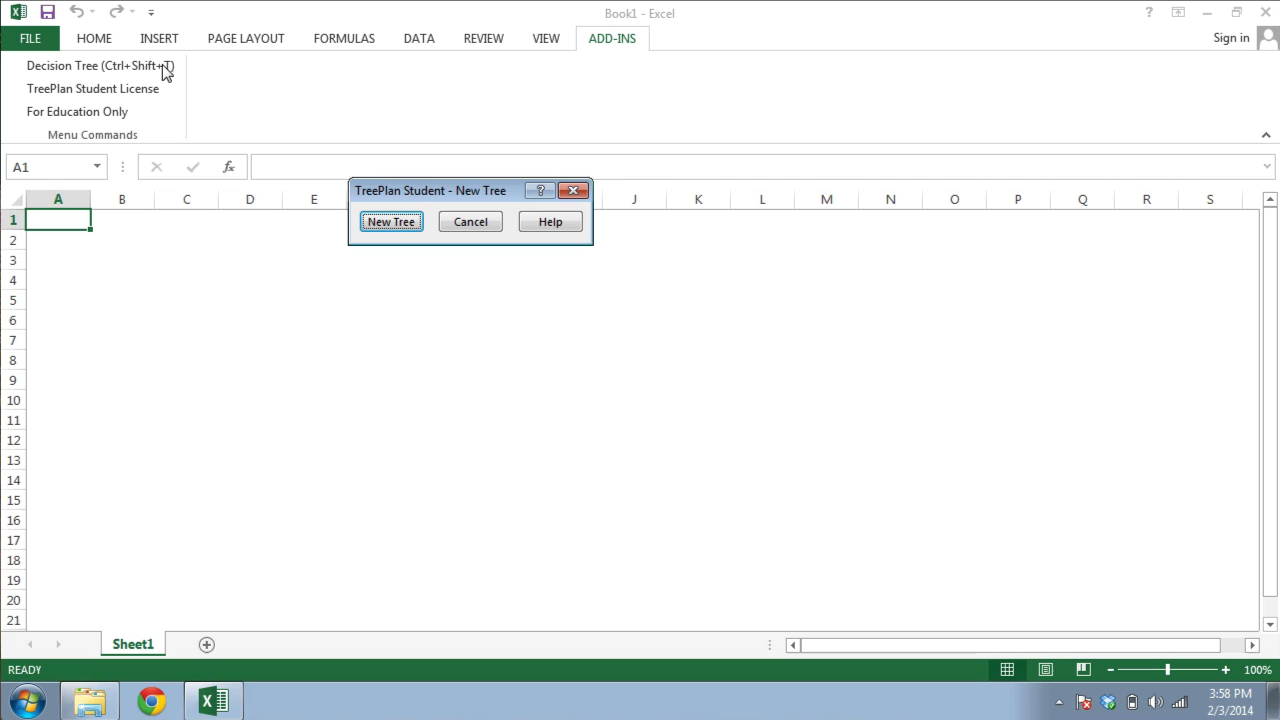 Book1 - Excel
FILE HOME INSERT PAGE LAYOUT FORMULAS DATA REVIEW VIEW ADD-INS Sign in
Decision Tree (Ctrl+Shift+T)
TreePlan Student License
For Education Only
Menu Commands
A1 fx
TreePlan Student - New Tree
New Tree Cancel Help
A B C D E J K L M N O P Q R S
1
2
3
4
5
6
7
8
9
10
11
12
13
14
15
16
17
18
19
20
21
Sheet1
READY 100%
3:58 PM
2/3/2014